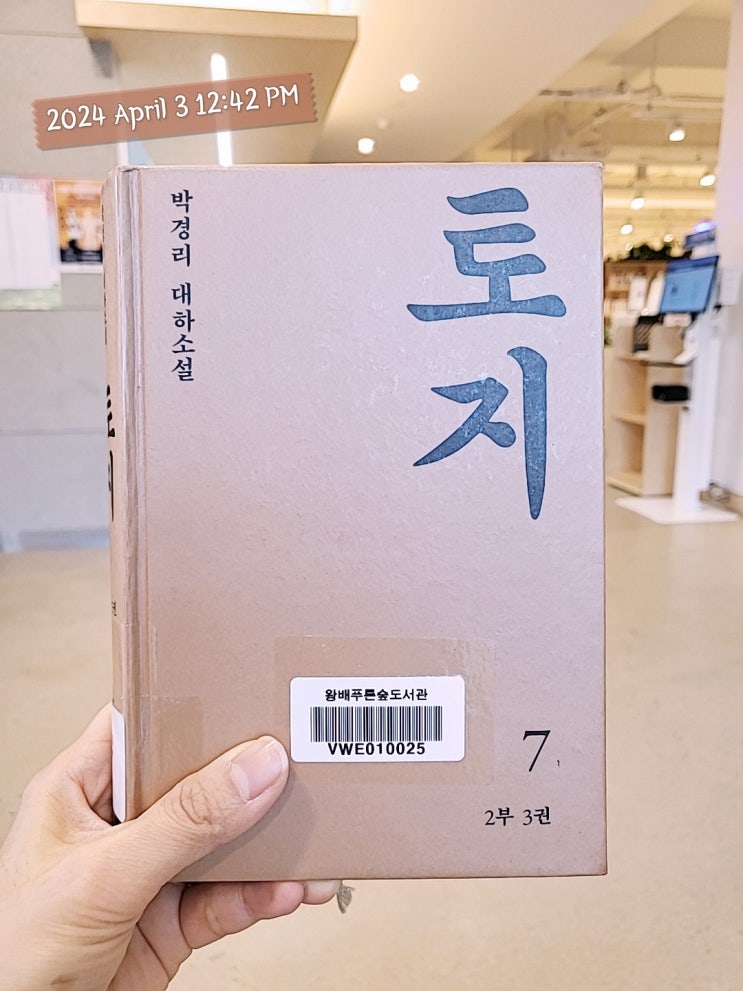 2024 April 3 12:42 PM
박경리 대하소설
토지
왕배푸른숲도서관
VWE010025
7
2부 3권